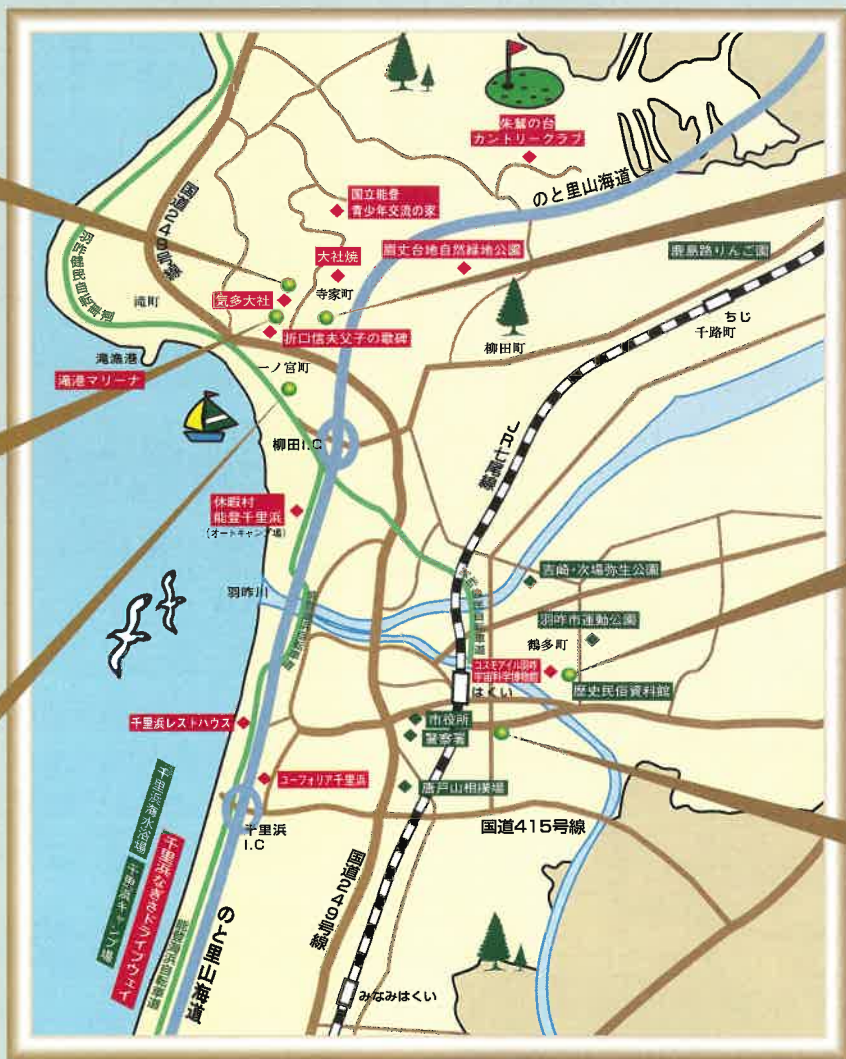 朱鷺の台
カントリークラブ
のと里山海道
国道249号線
国立能登
青少年交流の家
羽咋健民自転車道
大社焼
眉丈台地自然緑地公園
鹿島路りんご園
滝町
気多大社
寺家町
ちじ
千路町
折口信夫父子の歌碑
柳田町
滝漁港
滝港マリーナ
一ノ宮町
柳田I.C
JR七尾線
休暇村
能登千里浜
(オートキャンプ場)
吉崎・次場弥生公園
羽咋川
羽咋市運動公園
鶴多町
コスモアイル羽咋
宇宙科学博物館
はくい
歴史民俗資料館
千里浜レストハウス
市役所
警察署
ユーフォリア千里浜
唐戸山相撲場
千里浜
I.C
国道415号線
千里浜海水浴場
千里浜なぎさドライブウェイ
千里浜キャンプ場
能登海浜自転車道
のと里山海道
国道249号線
みなみはくい